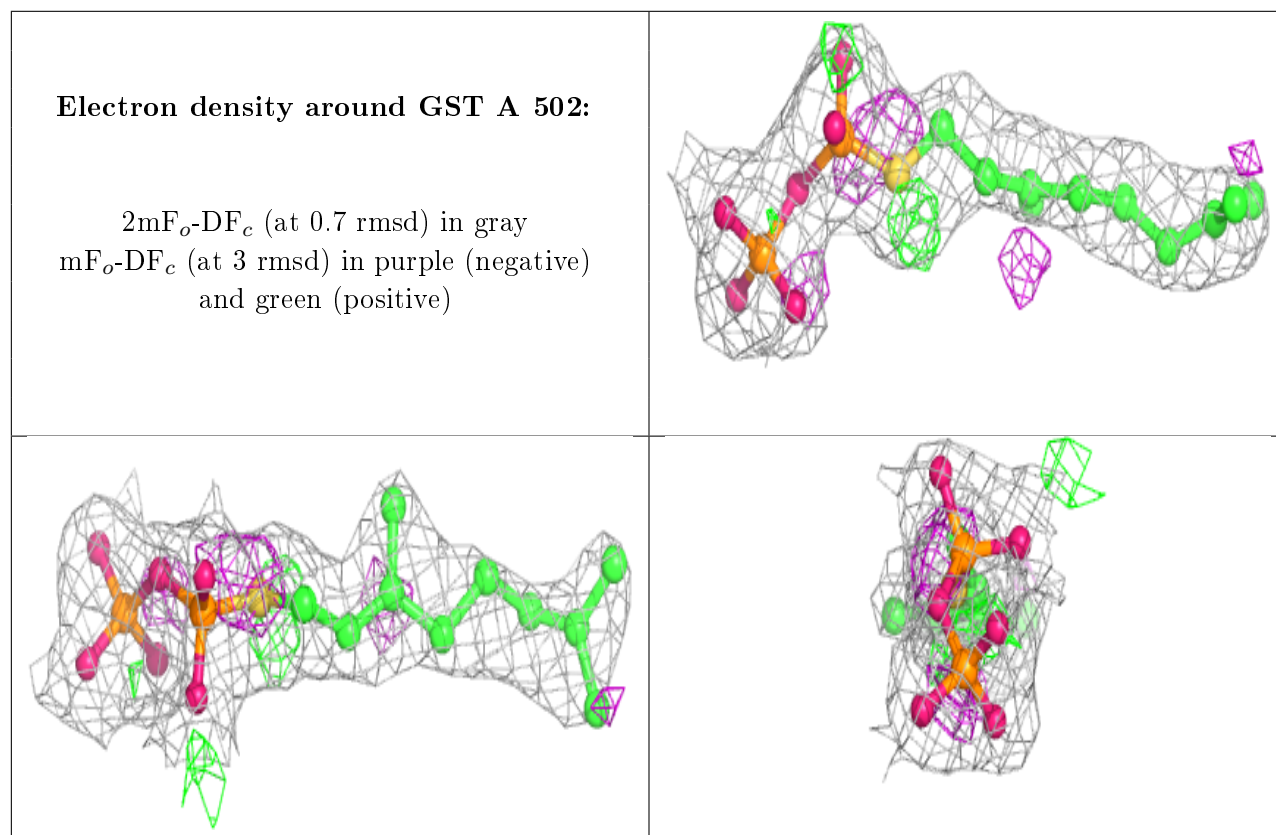 Electron density around GST A 502:
2mFo-DFc (at 0.7 rmsd) in gray
mFo-DFc (at 3 rmsd) in purple (negative)
and green (positive)